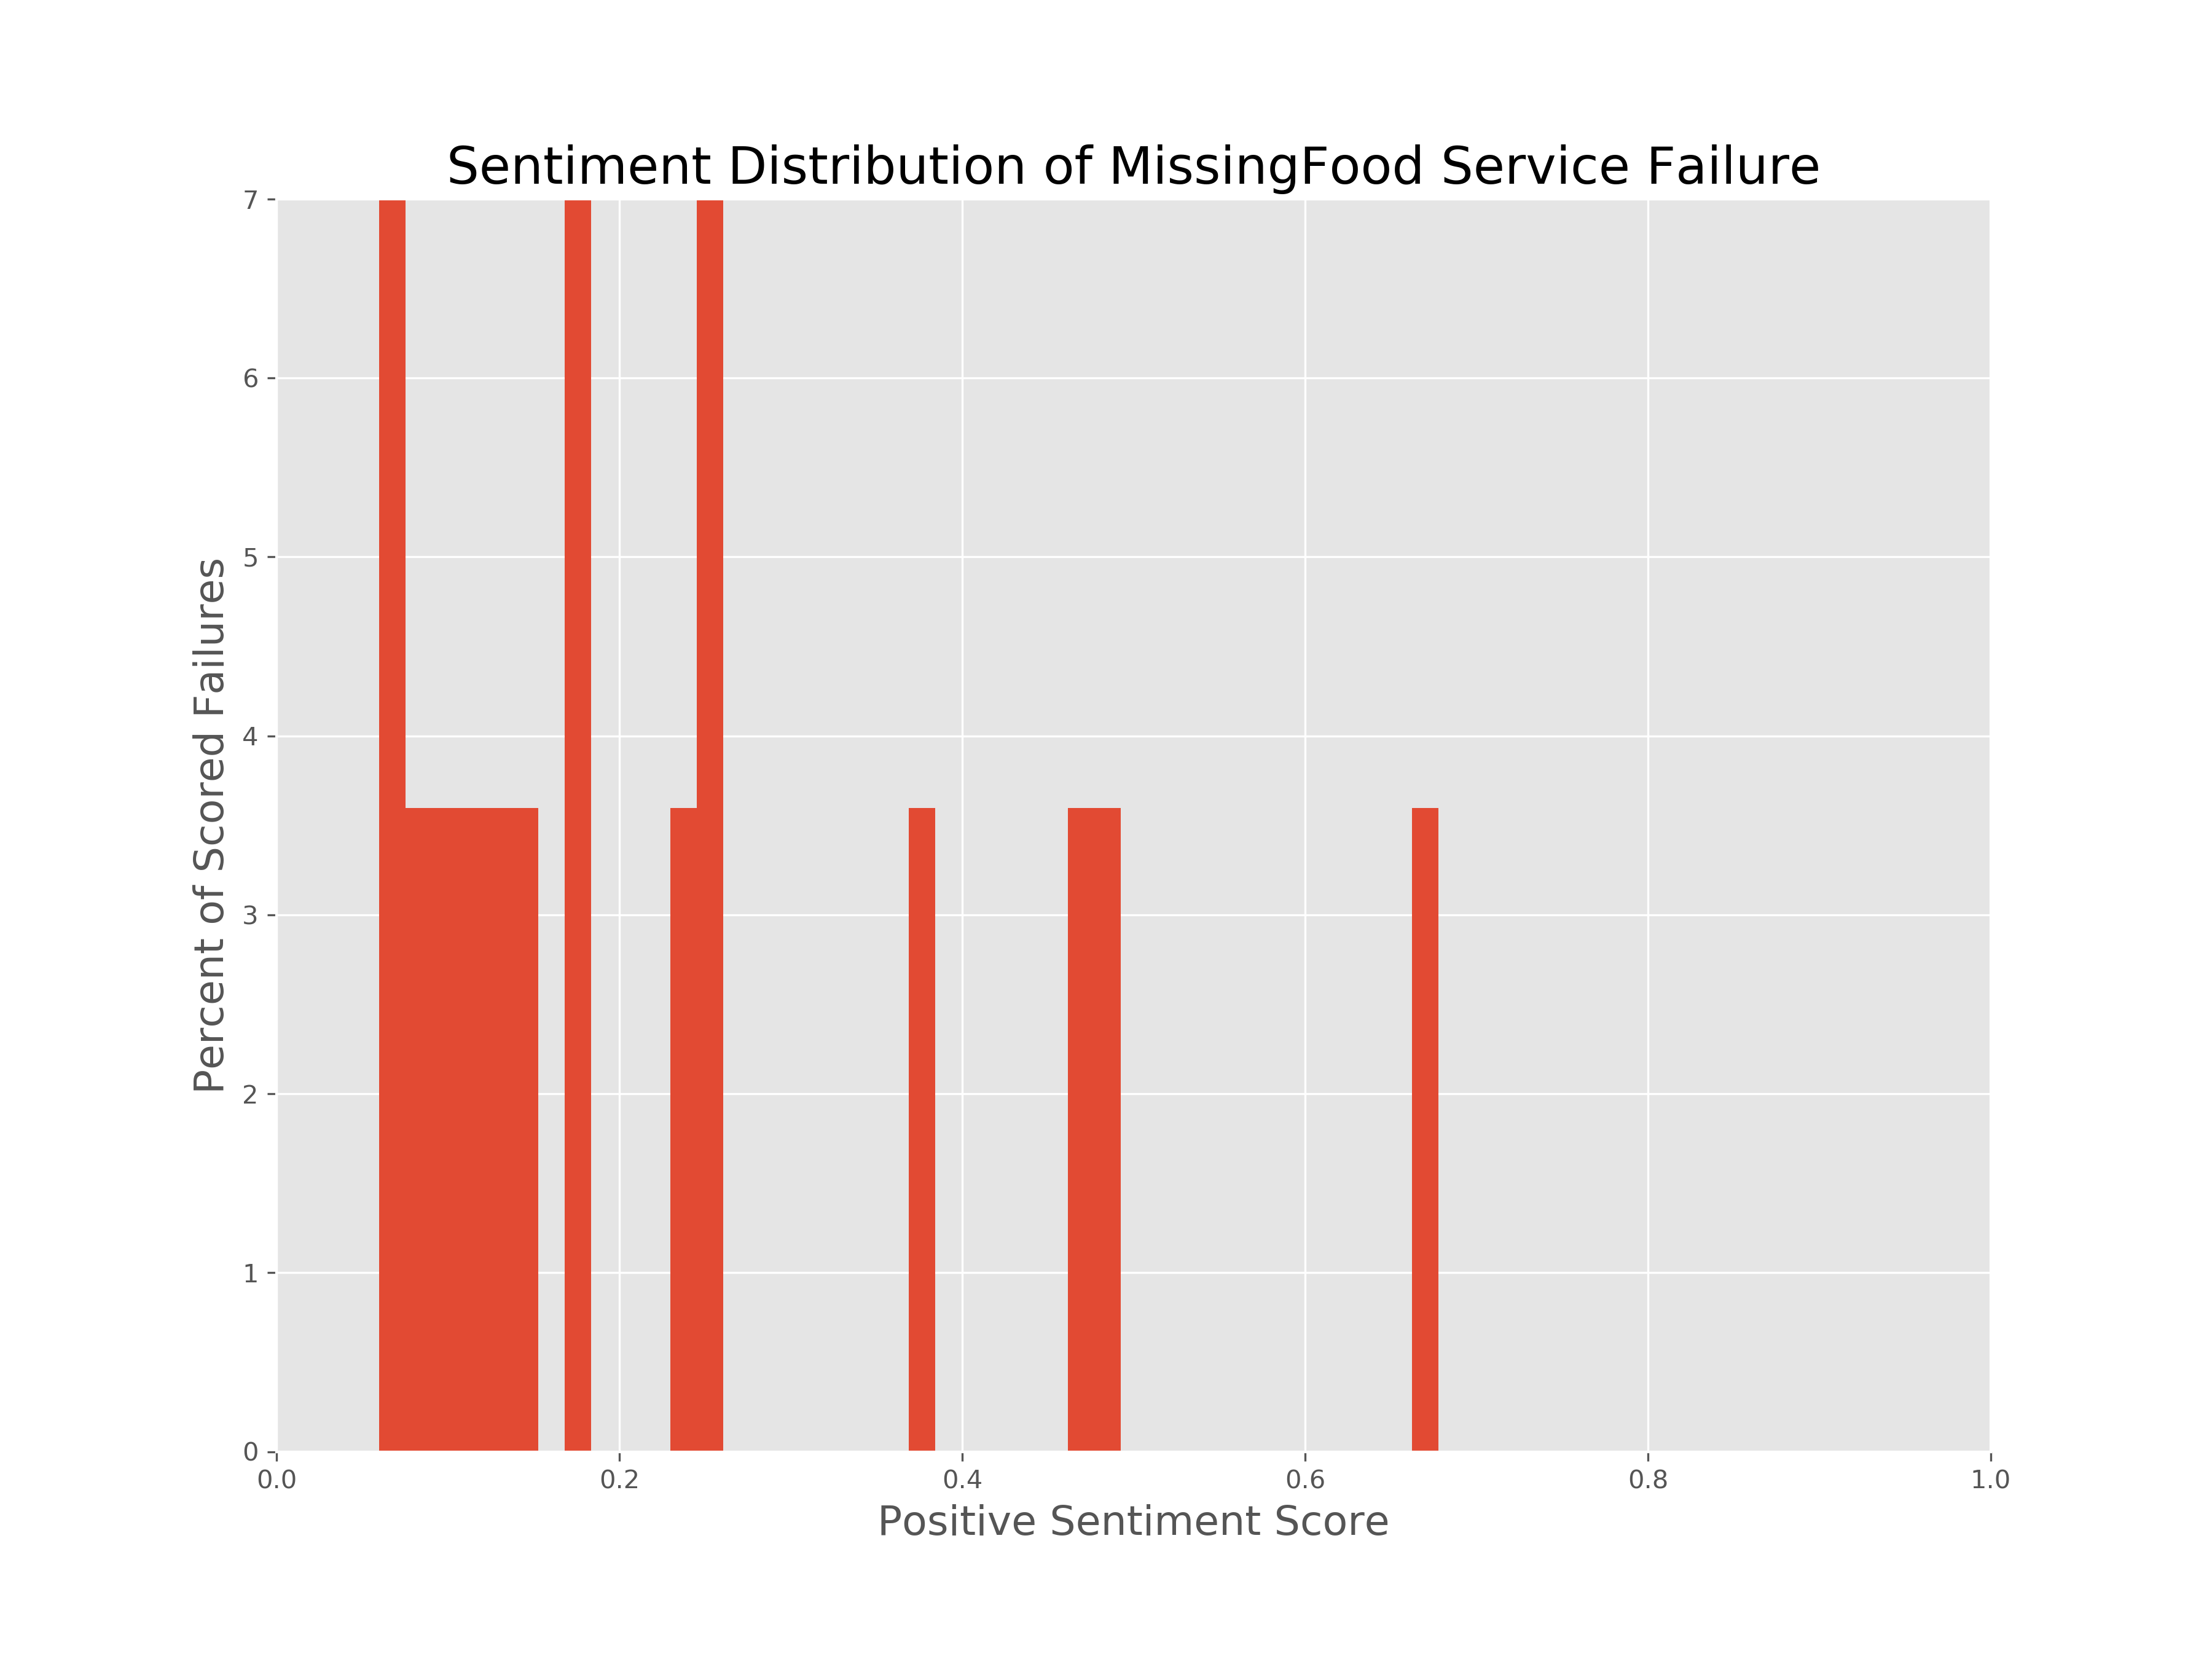 Sentiment Distribution of MissingFood Service Failure
7
6
5
4
3
2
1
0
Percent of Scored Failures
0.0 0.2 0.4 0.6 0.8 1.0
Positive Sentiment Score